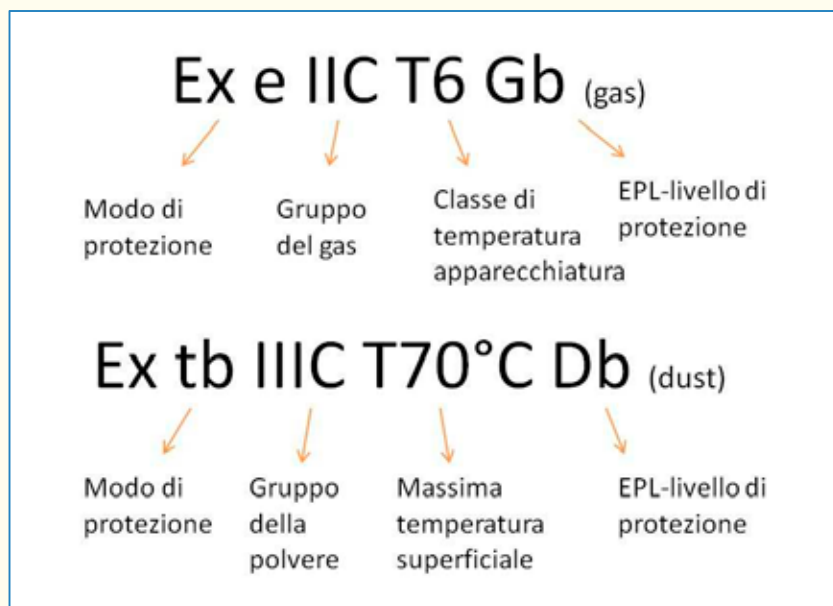 Ex e IIC T6 Gb (gas)
Modo di
protezione
Gruppo
del gas
Classe di
temperatura
apparecchiatura
EPL-livello di
protezione
Ex tb IIIC T70°C Db (dust)
Modo di
protezione
Gruppo
della
polvere
Massima
temperatura
superficiale
EPL-livello di
protezione